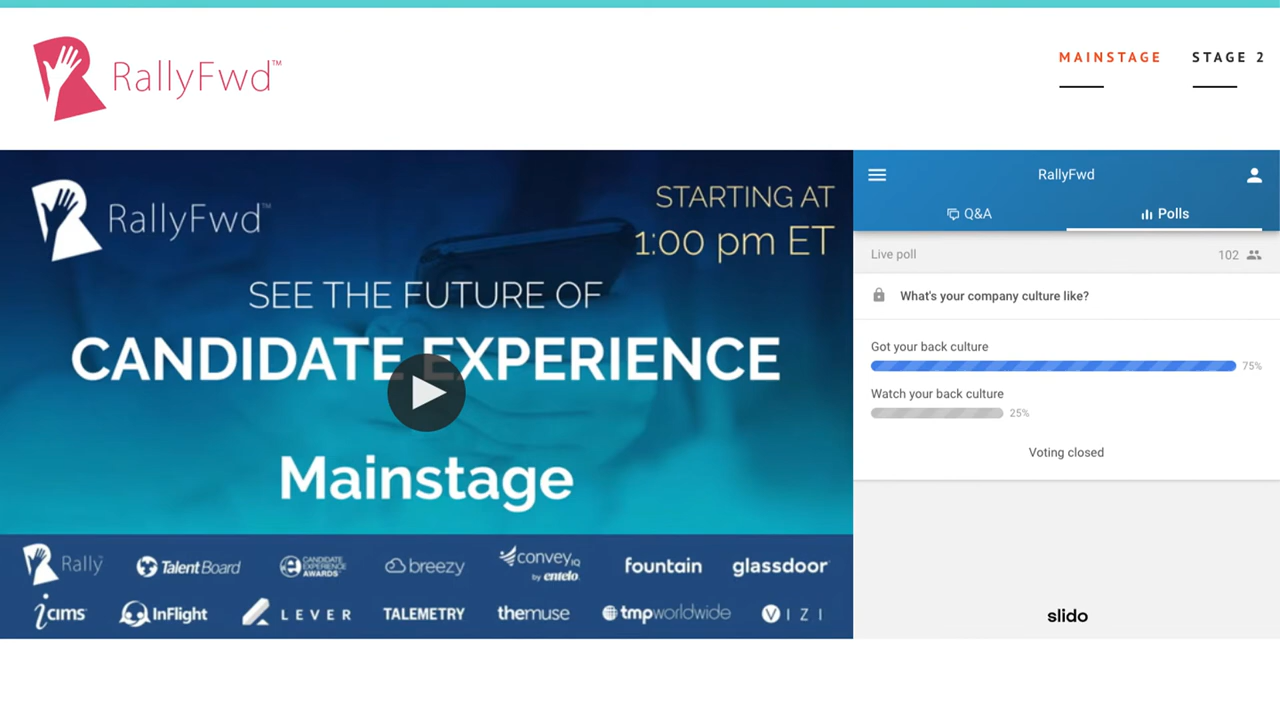 RallyFwd™
MAINSTAGE STAGE 2
RallyFwd™
STARTING AT
1:00 pm ET
SEE THE FUTURE OF
CANDIDATE EXPERIENCE
Mainstage
Rally™ TalentBoard CANDIDATE EXPERIENCE AWARDS™ breezy conveyIQ by entelo. fountain glassdoor
icims InFlight LEVER TALEMETRY themuse tmpworldwide VIZI
RallyFwd
Q&A Polls
Live poll 102
What's your company culture like?
Got your back culture
75%
Watch your back culture
25%
Voting closed
slido